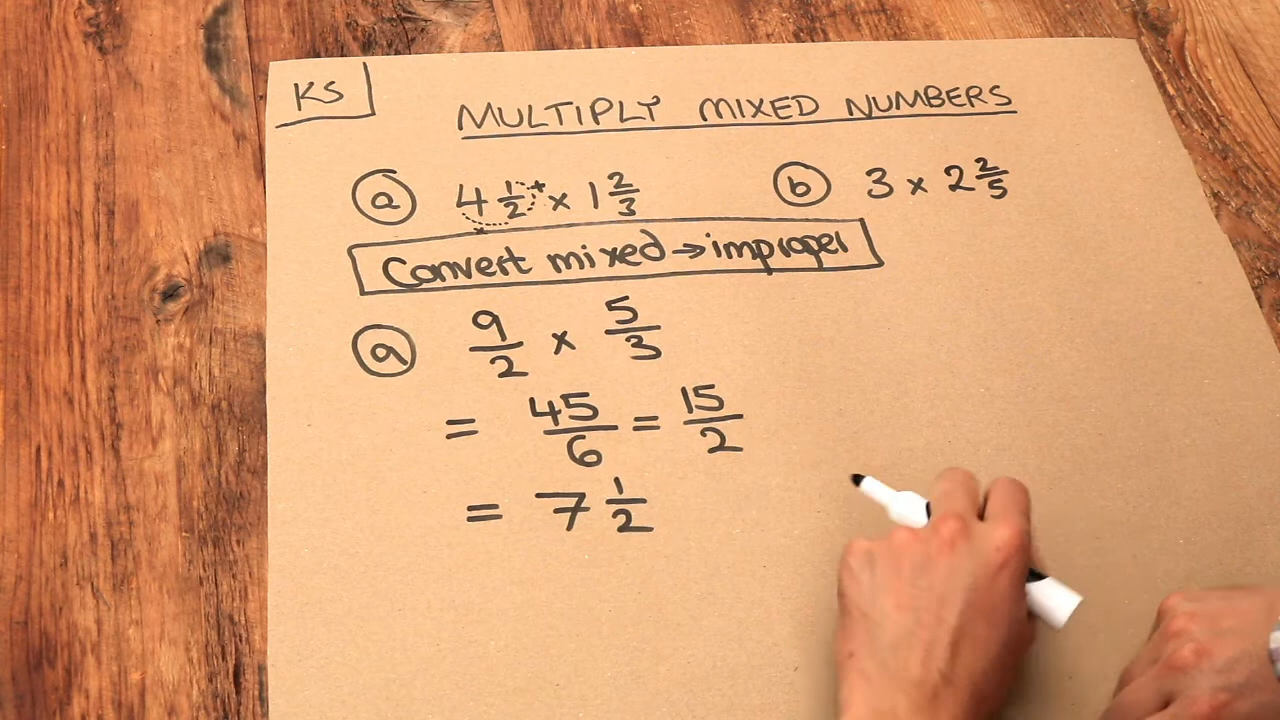 KS
MULTIPLY MIXED NUMBERS
ⓐ 4 1/2 × 1 2/3 ⓑ 3 × 2 2/5
Convert mixed → improper
ⓐ 9/2 × 5/3
= 45/6 = 15/2
= 7 1/2